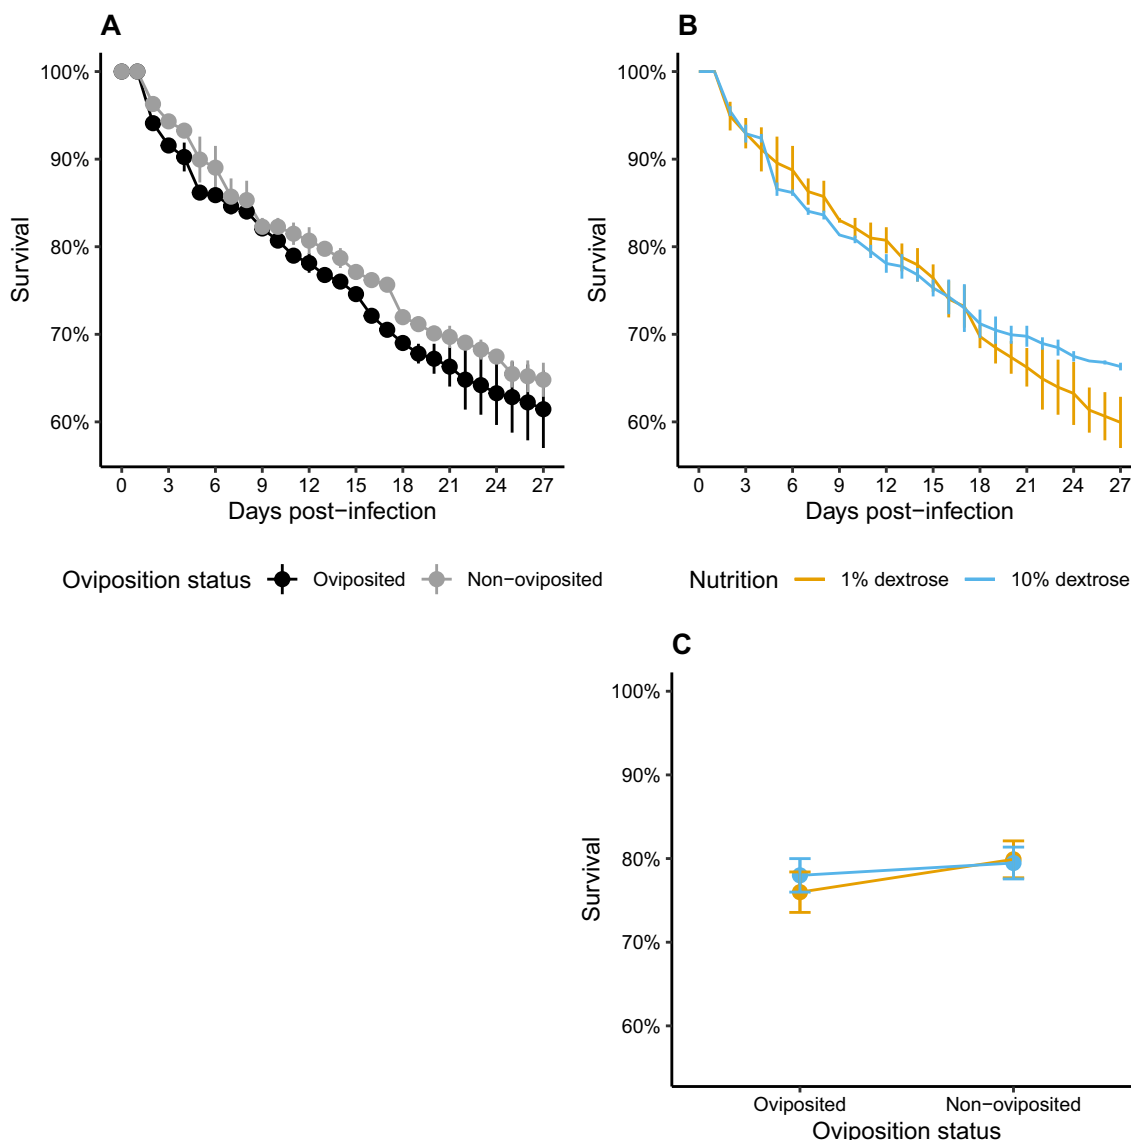 A
100%
90%
80%
70%
60%
Survival
0 3 6 9 12 15 18 21 24 27
Days post−infection
Oviposition status Oviposited Non−oviposited
B
100%
90%
80%
70%
60%
Survival
0 3 6 9 12 15 18 21 24 27
Days post−infection
Nutrition 1% dextrose 10% dextrose
C
100%
90%
80%
70%
60%
Survival
Oviposited Non−oviposited
Oviposition status